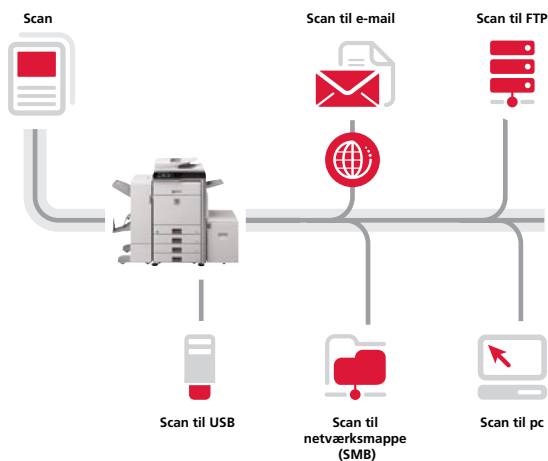 Scan
Scan til e-mail
Scan til FTP
Scan til USB
Scan til
netværksmappe
(SMB)
Scan til pc